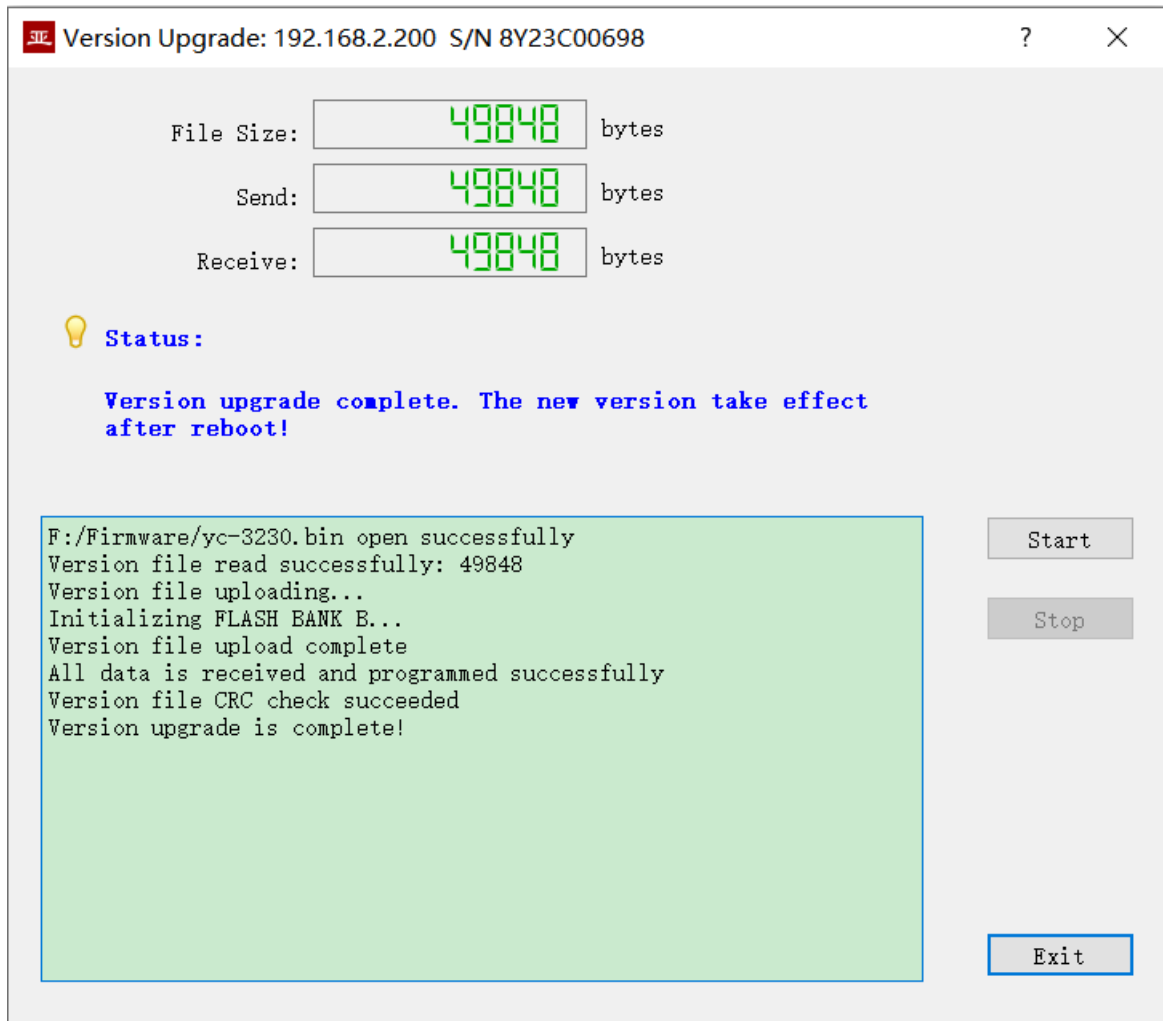 亚 Version Upgrade: 192.168.2.200 S/N 8Y23C00698 ?
File Size: 49848 bytes
Send: 49848 bytes
Receive: 49848 bytes
Status:
Version upgrade complete. The new version take effect
after reboot!
F:/Firmware/yc-3230.bin open successfully
Version file read successfully: 49848
Version file uploading...
Initializing FLASH BANK B...
Version file upload complete
All data is received and programmed successfully
Version file CRC check succeeded
Version upgrade is complete!
Start
Stop
Exit